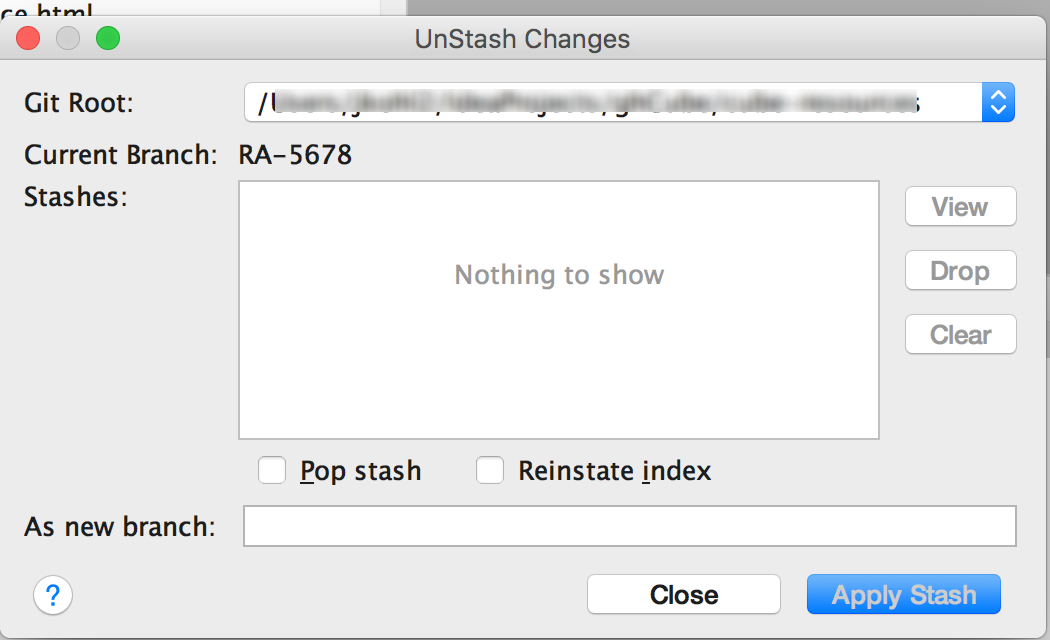 ce.html
UnStash Changes
Git Root:
Current Branch: RA-5678
Stashes:
Nothing to show
View
Drop
Clear
Pop stash Reinstate index
As new branch:
?
Close Apply Stash